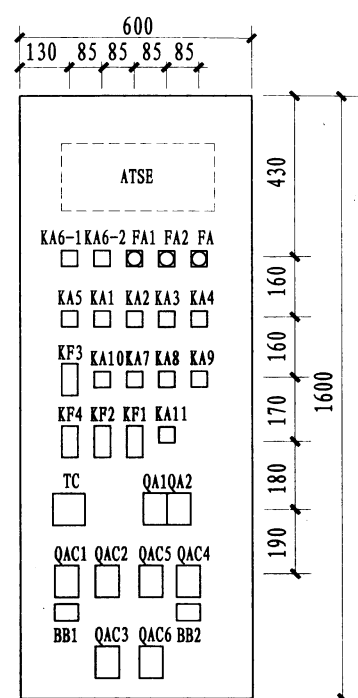 600
130 85 85 85 85
ATSE
430
KA6-1 KA6-2 FA1 FA2 FA
160
KA5 KA1 KA2 KA3 KA4
160
KF3 KA10 KA7 KA8 KA9
1600
170
KF4 KF2 KF1 KA11
180
TC QA1 QA2
190
QAC1 QAC2 QAC5 QAC4
BB1 BB2
QAC3 QAC6